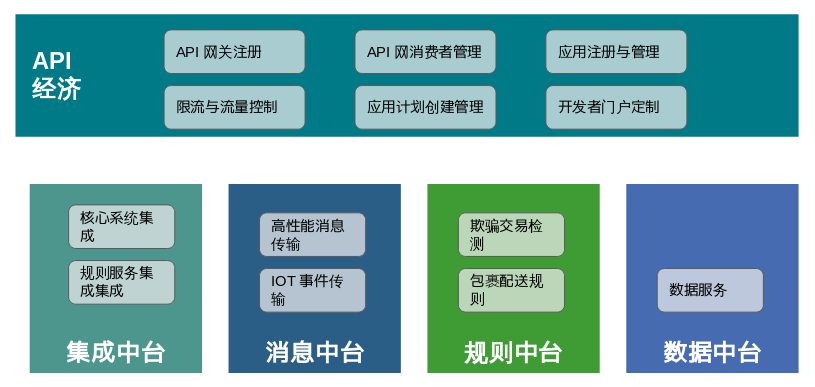 API
经济
API 网关注册
API 网消费者管理
应用注册与管理
限流与流量控制
应用计划创建管理
开发者门户定制
核心系统集
成
规则服务集
成集成
集成中台
高性能消息
传输
IOT 事件传
输
消息中台
欺骗交易检
测
包裹配送规
则
规则中台
数据服务
数据中台